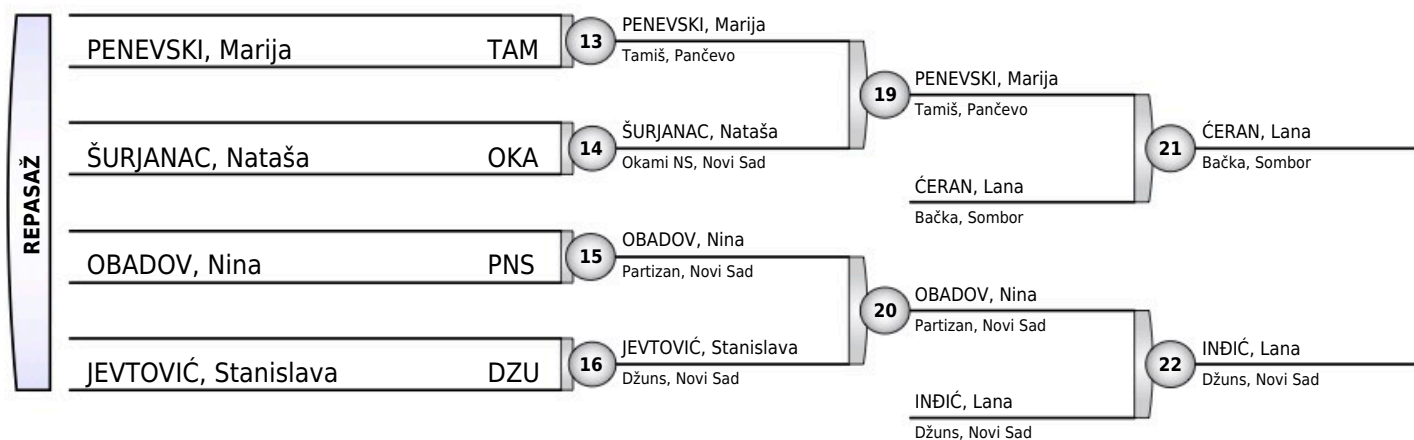 REPASAŽ
PENEVSKI, Marija TAM
ŠURJANAC, Nataša OKA
OBADOV, Nina PNS
JEVTOVIĆ, Stanislava DZU
13
PENEVSKI, Marija
Tamiš, Pančevo
14
ŠURJANAC, Nataša
Okami NS, Novi Sad
15
OBADOV, Nina
Partizan, Novi Sad
16
JEVTOVIĆ, Stanislava
Džuns, Novi Sad
19
PENEVSKI, Marija
Tamiš, Pančevo
ĆERAN, Lana
Bačka, Sombor
20
OBADOV, Nina
Partizan, Novi Sad
INĐIĆ, Lana
Džuns, Novi Sad
21
ĆERAN, Lana
Bačka, Sombor
22
INĐIĆ, Lana
Džuns, Novi Sad